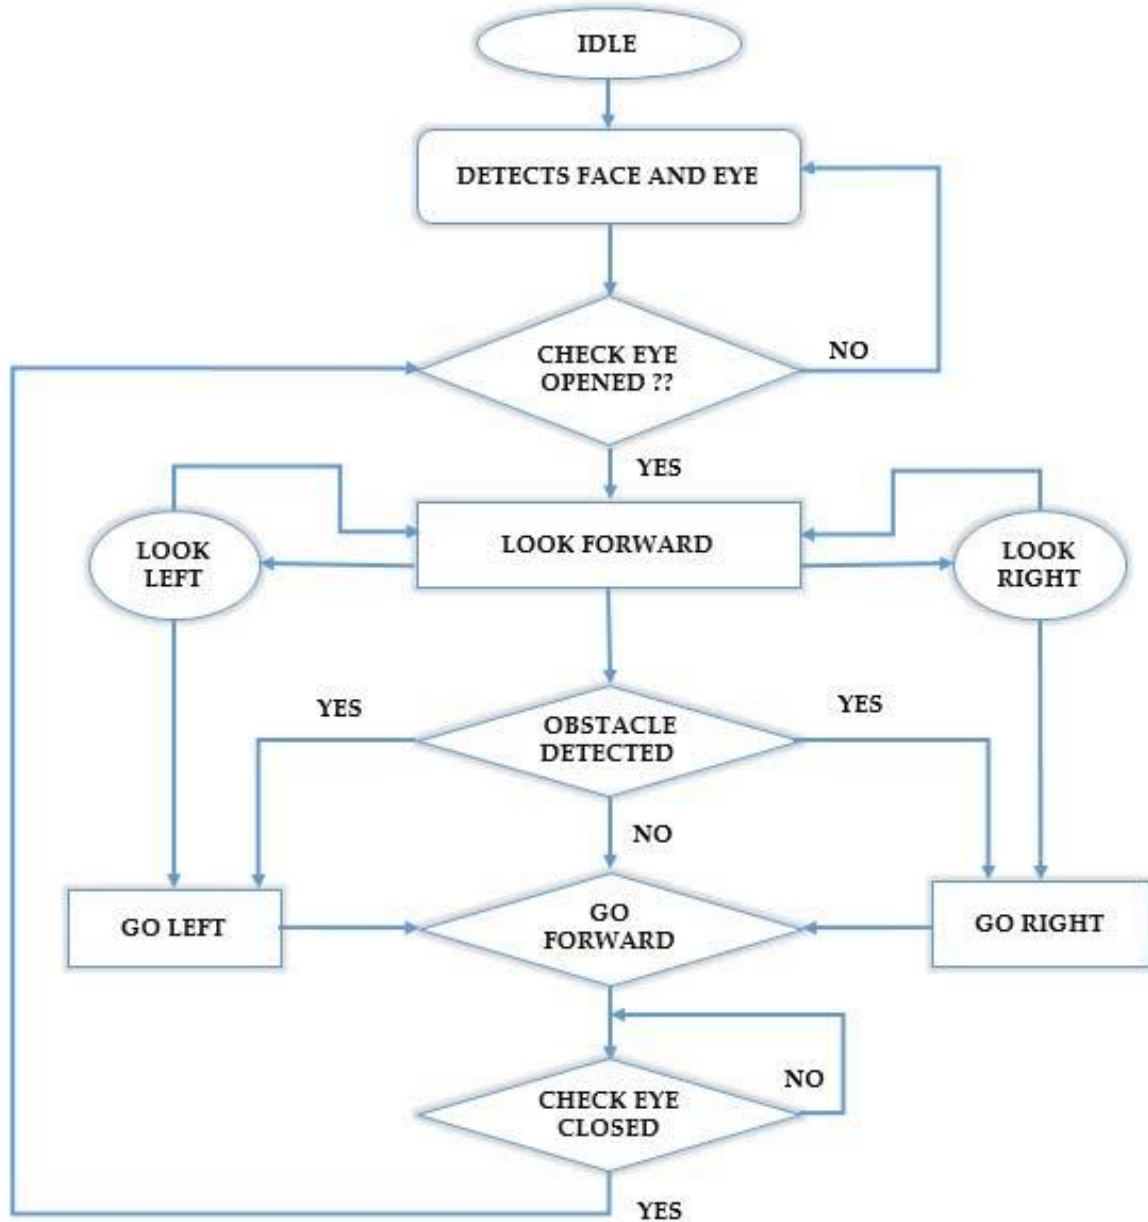 IDLE
DETECTS FACE AND EYE
CHECK EYE
OPENED ??
NO
YES
LOOK
LEFT
LOOK FORWARD
LOOK
RIGHT
YES
OBSTACLE
DETECTED
YES
NO
GO LEFT
GO
FORWARD
GO RIGHT
CHECK EYE
CLOSED
NO
YES